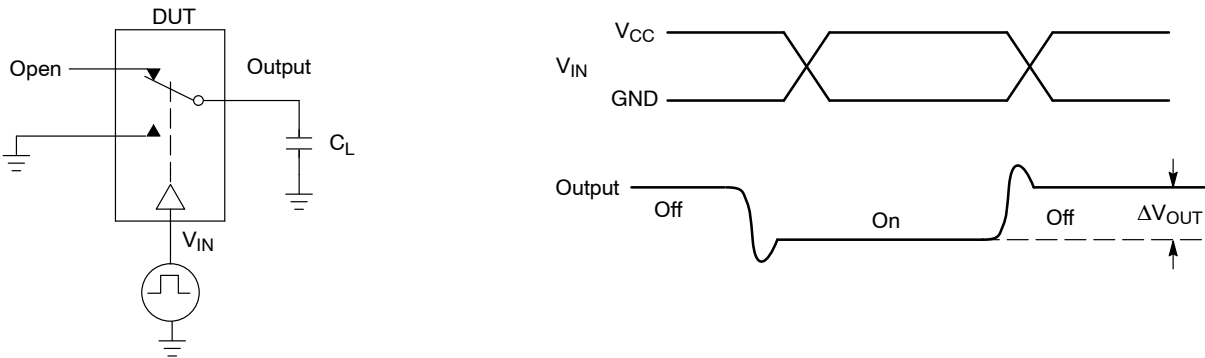 DUT
Open
Output
C_L
V_IN
V_CC
V_IN
GND
Output
Off
On
Off
ΔV_OUT